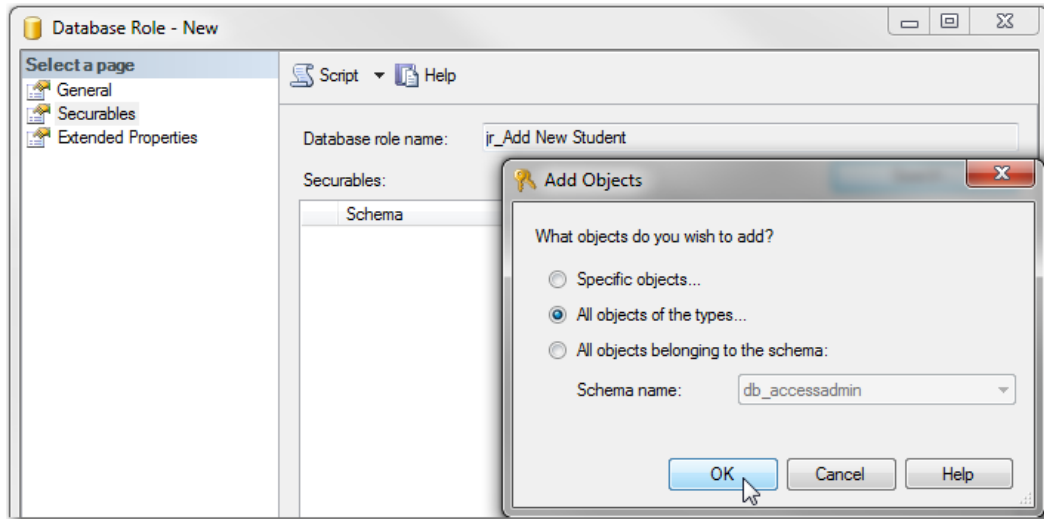 Database Role - New
Select a page
General
Securables
Extended Properties
Script
Help
Database role name:
jr_Add New Student
Securables:
Schema
Add Objects
What objects do you wish to add?
Specific objects...
All objects of the types...
All objects belonging to the schema:
Schema name:
db_accessadmin
OK
Cancel
Help